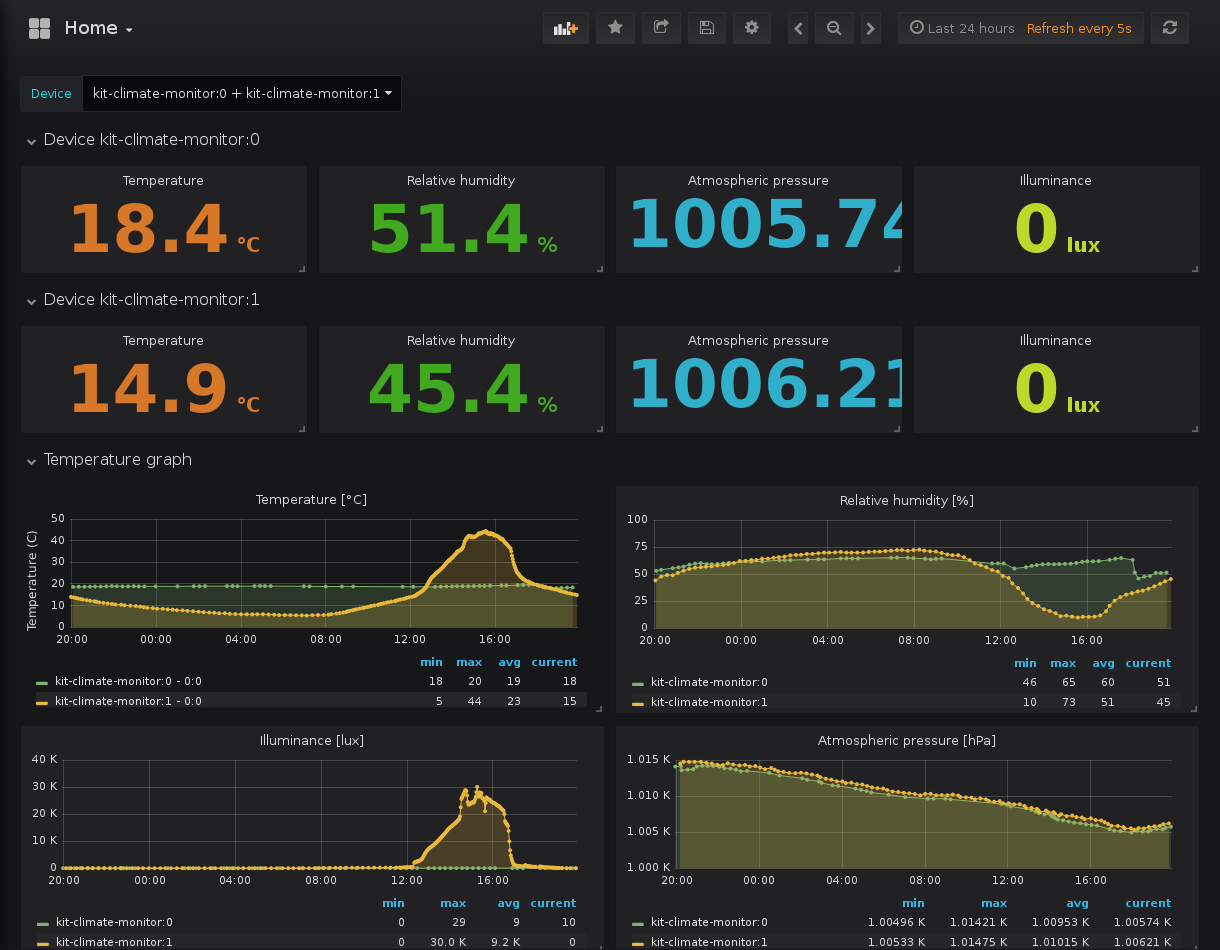 Home
Last 24 hours Refresh every 5s
Device kit-climate-monitor:0 + kit-climate-monitor:1
Device kit-climate-monitor:0
Temperature Relative humidity Atmospheric pressure Illuminance
18.4 °C 51.4 % 1005.74 0 lux
Device kit-climate-monitor:1
Temperature Relative humidity Atmospheric pressure Illuminance
14.9 °C 45.4 % 1006.21 0 lux
Temperature graph
Temperature [°C]
Temperature (C)
50
40
30
20
10
0
20:00 00:00 04:00 08:00 12:00 16:00
min max avg current
kit-climate-monitor:0 - 0:0 18 20 19 18
kit-climate-monitor:1 - 0:0 5 44 23 15
Relative humidity [%]
100
75
50
25
0
20:00 00:00 04:00 08:00 12:00 16:00
min max avg current
kit-climate-monitor:0 46 65 60 51
kit-climate-monitor:1 10 73 51 45
Illuminance [lux]
40 K
30 K
20 K
10 K
0
20:00 00:00 04:00 08:00 12:00 16:00
min max avg current
kit-climate-monitor:0 0 29 9 10
kit-climate-monitor:1 0 30.0 K 9.2 K 0
Atmospheric pressure [hPa]
1.015 K
1.010 K
1.005 K
1.000 K
20:00 00:00 04:00 08:00 12:00 16:00
min max avg current
kit-climate-monitor:0 1.00496 K 1.01421 K 1.00953 K 1.00574 K
kit-climate-monitor:1 1.00533 K 1.01475 K 1.01015 K 1.00621 K